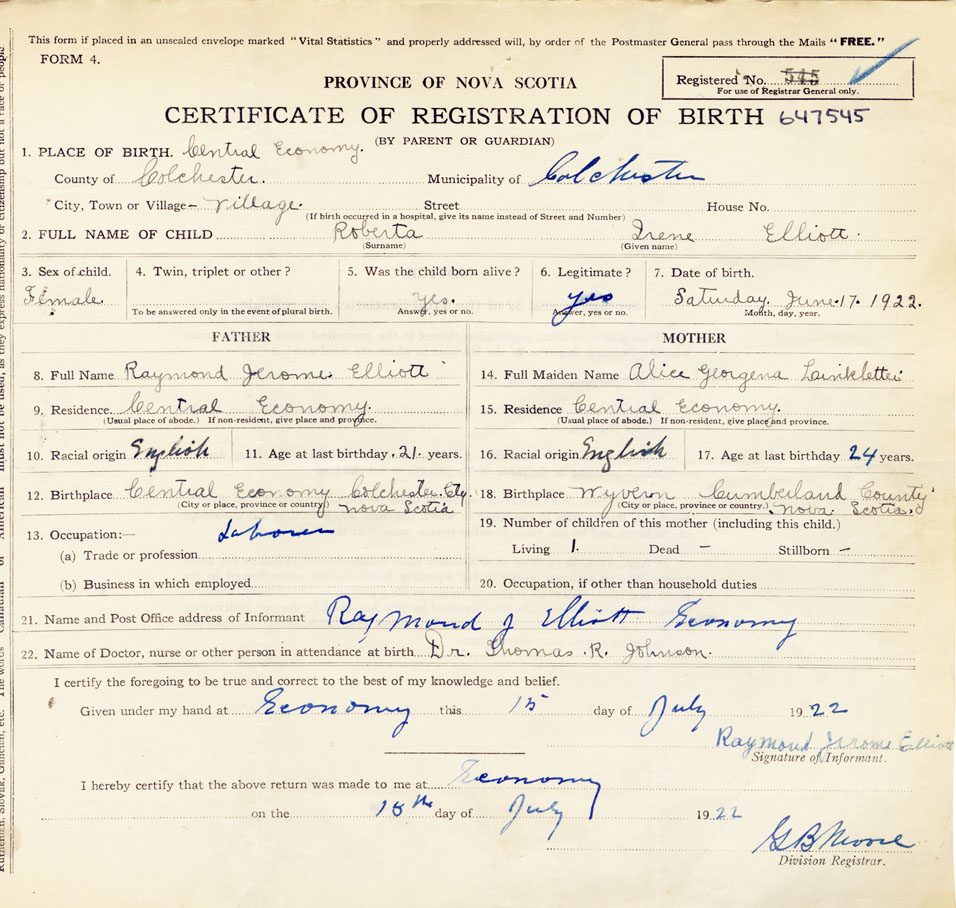 This form if placed in an unsealed envelope marked "Vital Statistics" and properly addressed will, by order of the Postmaster General pass through the Mails "FREE."
FORM 4.
PROVINCE OF NOVA SCOTIA
Registered No. 545
For use of Registrar General only.
CERTIFICATE OF REGISTRATION OF BIRTH 647545
(BY PARENT OR GUARDIAN)
1. PLACE OF BIRTH. Central Economy.
County of Colchester. Municipality of Colchester
City, Town or Village— Village. Street House No.
(If birth occurred in a hospital, give its name instead of Street and Number)
2. FULL NAME OF CHILD Roberta Irene Elliott.
(Surname) (Given name)
3. Sex of child. 4. Twin, triplet or other? 5. Was the child born alive? 6. Legitimate? 7. Date of birth.
Female. Yes. yes Saturday. June. 17. 1922.
To be answered only in the event of plural birth. Answer, yes or no. Answer, yes or no. Month, day, year.
FATHER MOTHER
8. Full Name Raymond Jerome Elliott 14. Full Maiden Name Alice Georgena Linkletter
9. Residence. Central Economy. 15. Residence Central Economy.
(Usual place of abode.) If non-resident, give place and province. (Usual place of abode.) If non-resident, give place and province.
10. Racial origin English 11. Age at last birthday 21 years. 16. Racial origin English 17. Age at last birthday 24 years.
12. Birthplace Central Economy Colchester Cty. 18. Birthplace Wyvern Cumberland County
(City or place, province or country) Nova Scotia (City or place, province or country.) Nova Scotia.
13. Occupation:— Laborer 19. Number of children of this mother (including this child.)
(a) Trade or profession Living 1. Dead – Stillborn –
(b) Business in which employed 20. Occupation, if other than household duties
21. Name and Post Office address of Informant Raymond J Elliott Economy
22. Name of Doctor, nurse or other person in attendance at birth Dr. Thomas R. Johnson.
I certify the foregoing to be true and correct to the best of my knowledge and belief.
Given under my hand at Economy this 15 day of July 1922
Raymond Jerome Elliott
Signature of Informant.
I hereby certify that the above return was made to me at Economy
on the 15th day of July 1922
G B Moore
Division Registrar.